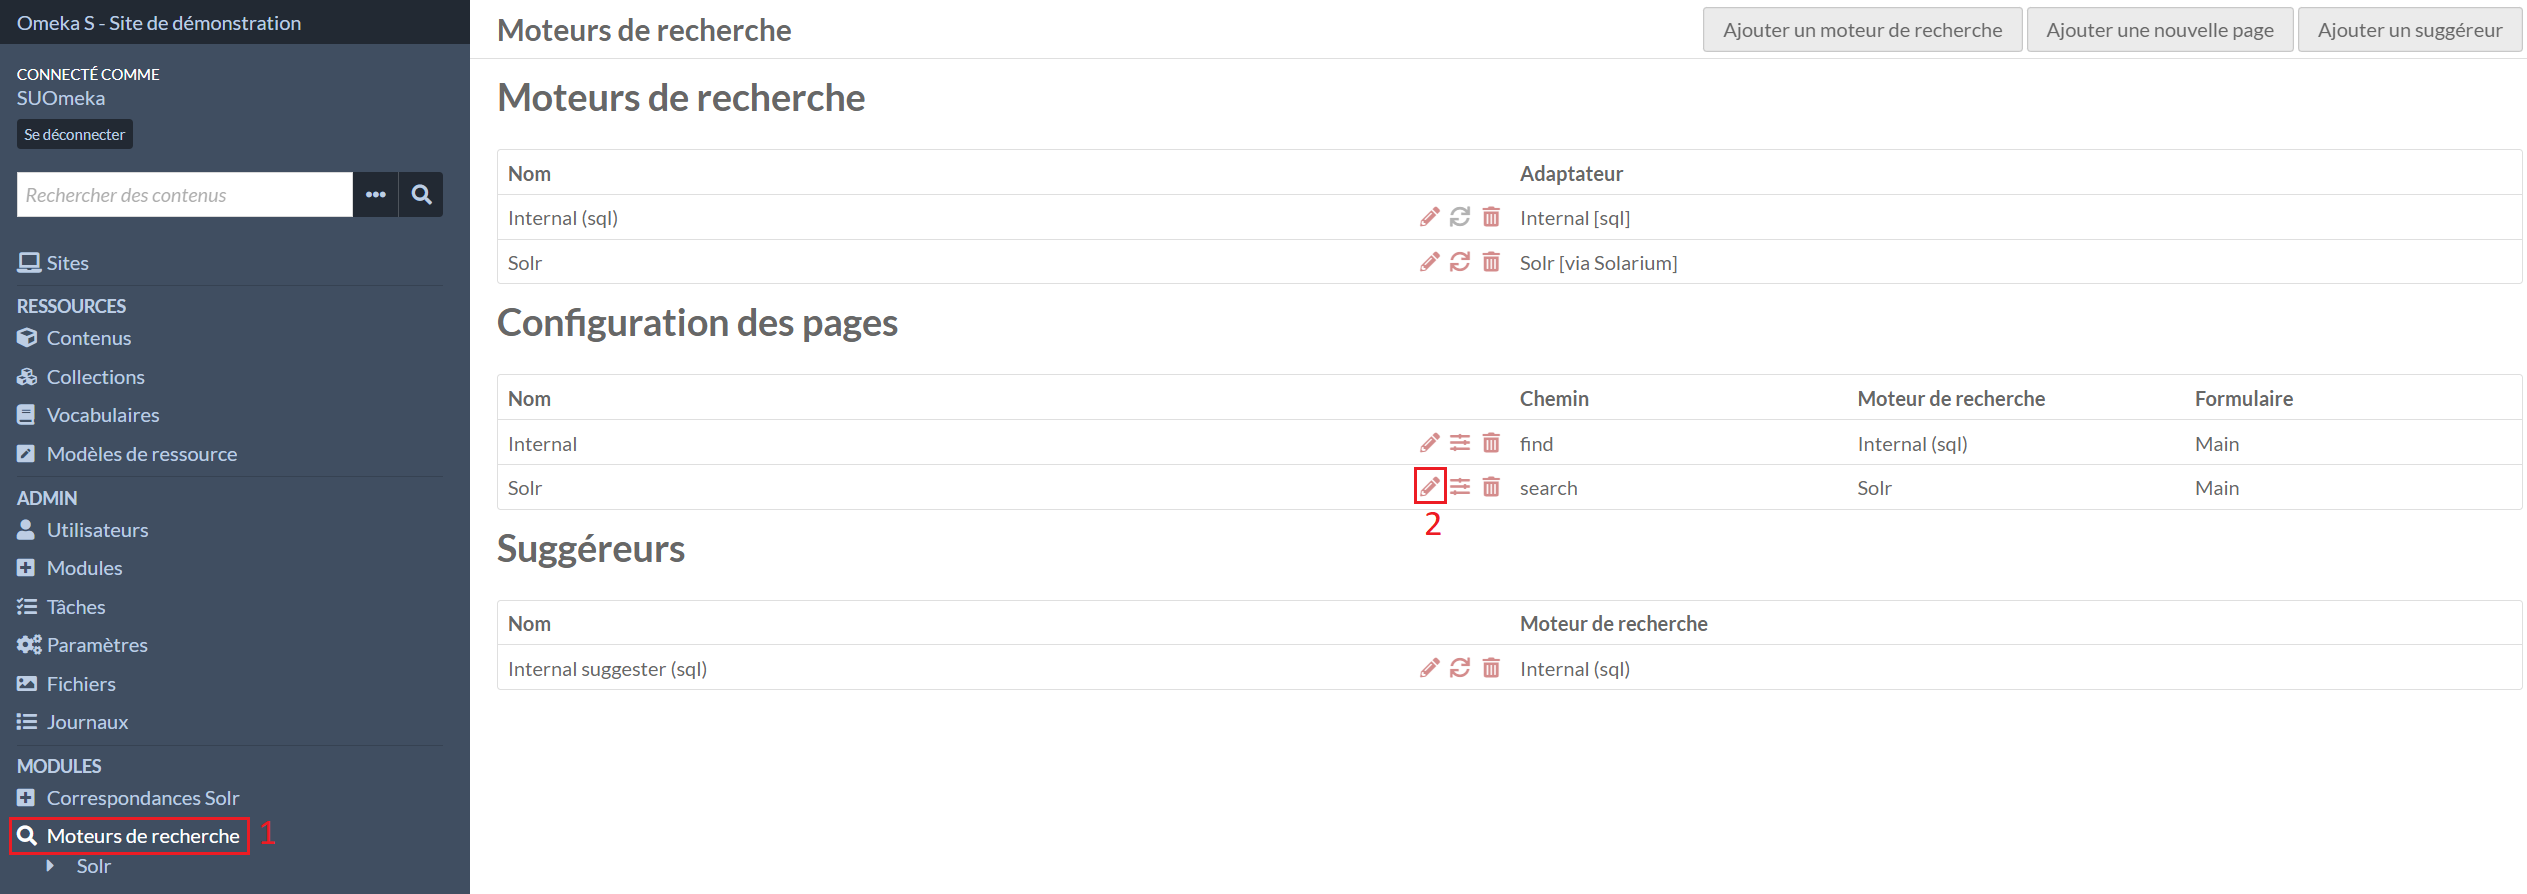 Omeka S - Site de démonstration
CONNECTÉ COMME
SUOmeka
Se déconnecter
Rechercher des contenus
Sites
RESSOURCES
Contenus
Collections
Vocabulaires
Modèles de ressource
ADMIN
Utilisateurs
Modules
Tâches
Paramètres
Fichiers
Journaux
MODULES
Correspondances Solr
Moteurs de recherche 1
Solr
Moteurs de recherche
Ajouter un moteur de recherche Ajouter une nouvelle page Ajouter un suggéreur
Moteurs de recherche
Nom Adaptateur
Internal (sql) Internal [sql]
Solr Solr [via Solarium]
Configuration des pages
Nom Chemin Moteur de recherche Formulaire
Internal find Internal (sql) Main
Solr search Solr Main
2
Suggéreurs
Nom Moteur de recherche
Internal suggester (sql) Internal (sql)